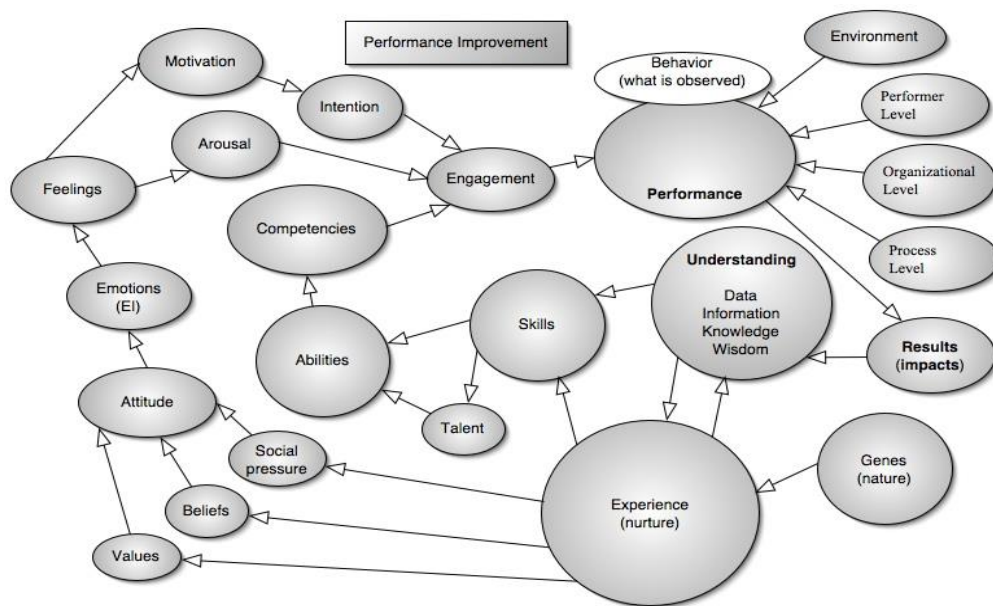 Performance Improvement
Environment
Motivation
Behavior
(what is observed)
Intention
Performer
Level
Arousal
Feelings
Engagement
Organizational
Level
Performance
Competencies
Process
Level
Understanding
Emotions
(EI)
Data
Information
Knowledge
Wisdom
Skills
Abilities
Results
(impacts)
Attitude
Talent
Social
pressure
Genes
(nature)
Beliefs
Experience
(nurture)
Values